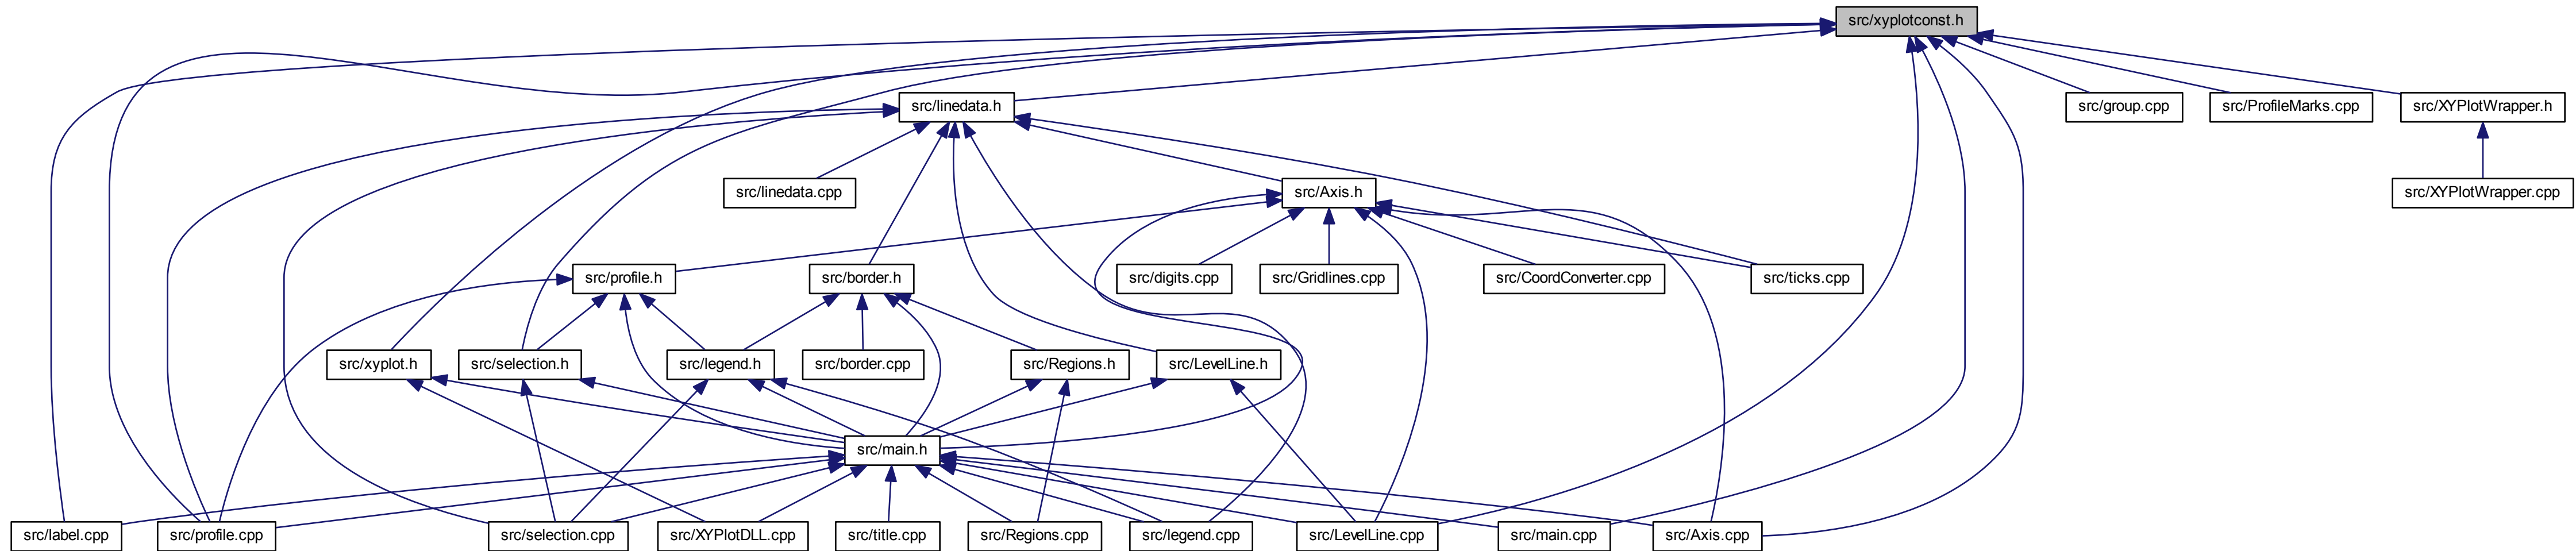 src/xyplotconst.h
src/linedata.h
src/group.cpp
src/ProfileMarks.cpp
src/XYPlotWrapper.h
src/linedata.cpp
src/Axis.h
src/XYPlotWrapper.cpp
src/profile.h
src/border.h
src/digits.cpp
src/Gridlines.cpp
src/CoordConverter.cpp
src/ticks.cpp
src/xyplot.h
src/selection.h
src/legend.h
src/border.cpp
src/Regions.h
src/LevelLine.h
src/main.h
src/label.cpp
src/profile.cpp
src/selection.cpp
src/XYPlotDLL.cpp
src/title.cpp
src/Regions.cpp
src/legend.cpp
src/LevelLine.cpp
src/main.cpp
src/Axis.cpp